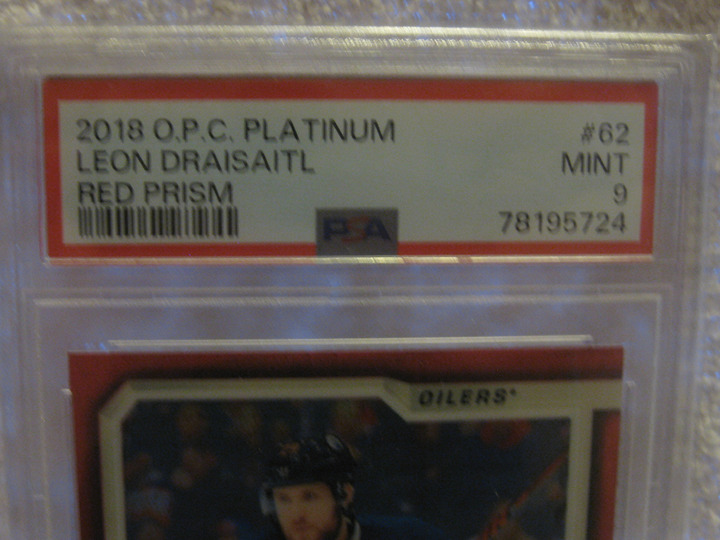 2018 O.P.C. PLATINUM #62
LEON DRAISAITL MINT
RED PRISM 9
PSA 78195724
OILERS